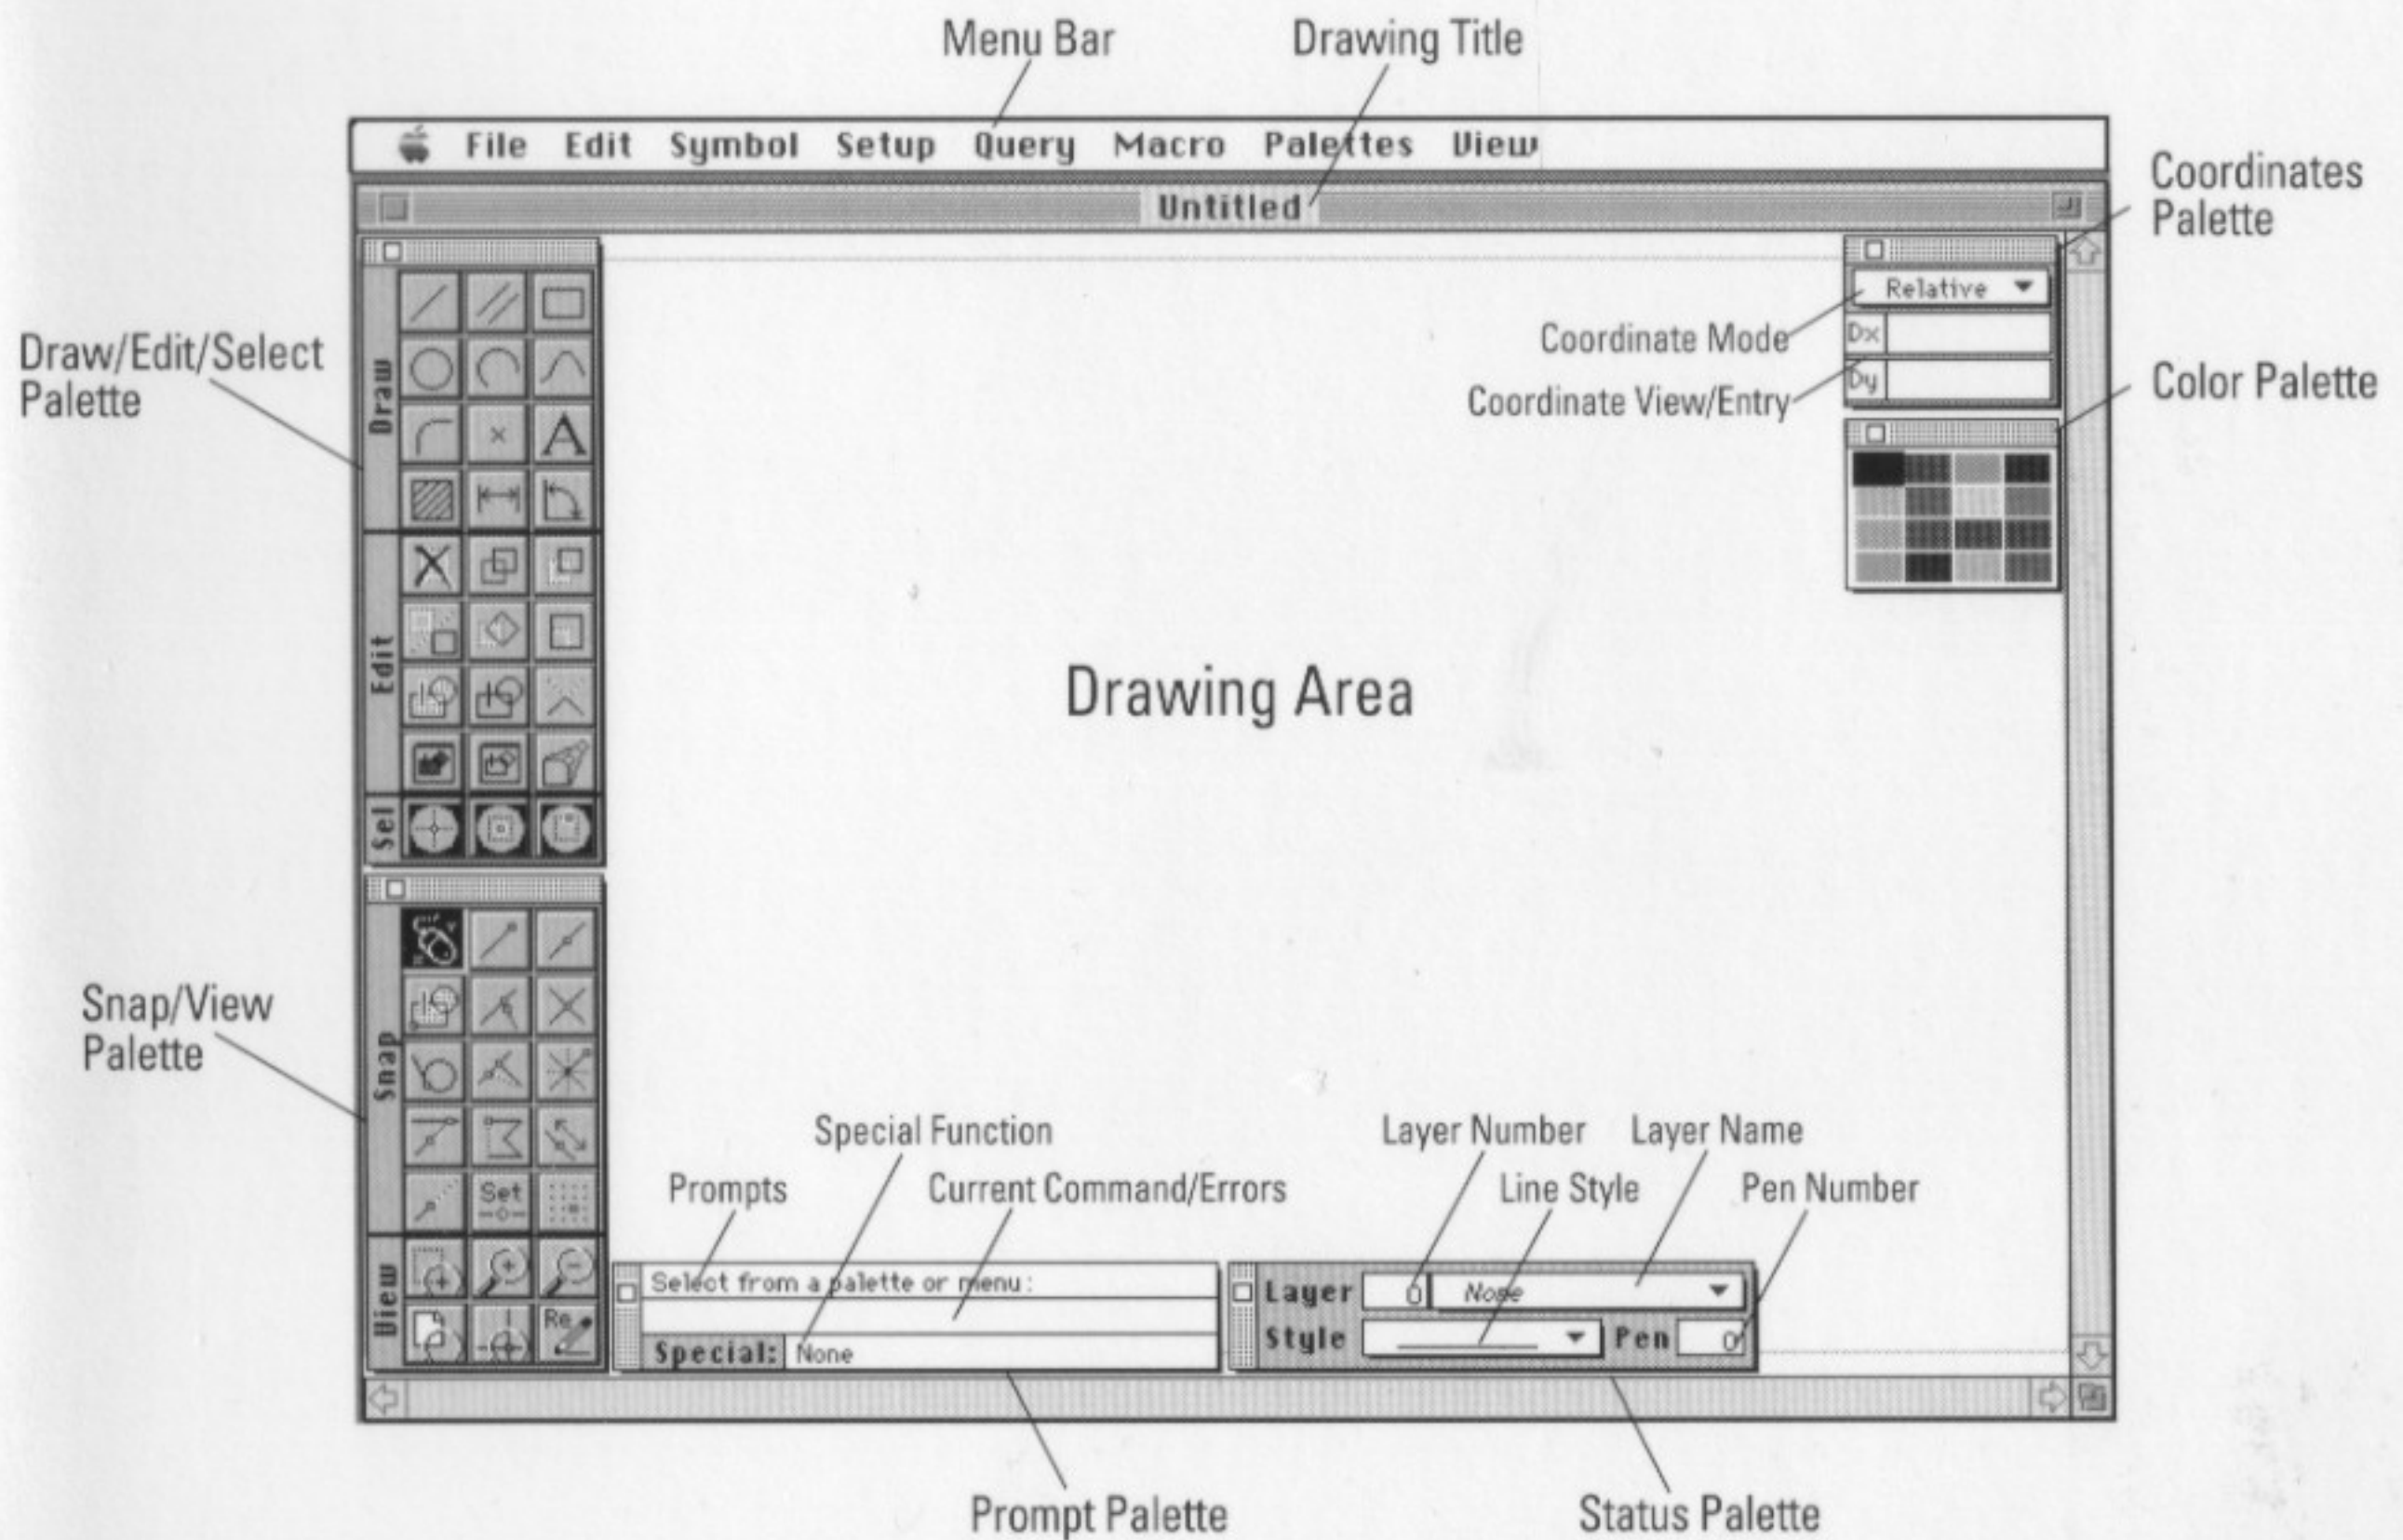 Menu Bar
Drawing Title
File Edit Symbol Setup Query Macro Palettes View
Untitled
Coordinates
Palette
Relative
Coordinate Mode
Dx
Coordinate View/Entry
Dy
Color Palette
Draw/Edit/Select
Palette
Draw
A
Edit
Sel
Drawing Area
Snap/View
Palette
Snap
Set
View
Re
Special Function
Layer Number
Layer Name
Prompts
Current Command/Errors
Line Style
Pen Number
Select from a palette or menu:
Special: None
Layer 0 None
Style Pen 0
Prompt Palette
Status Palette